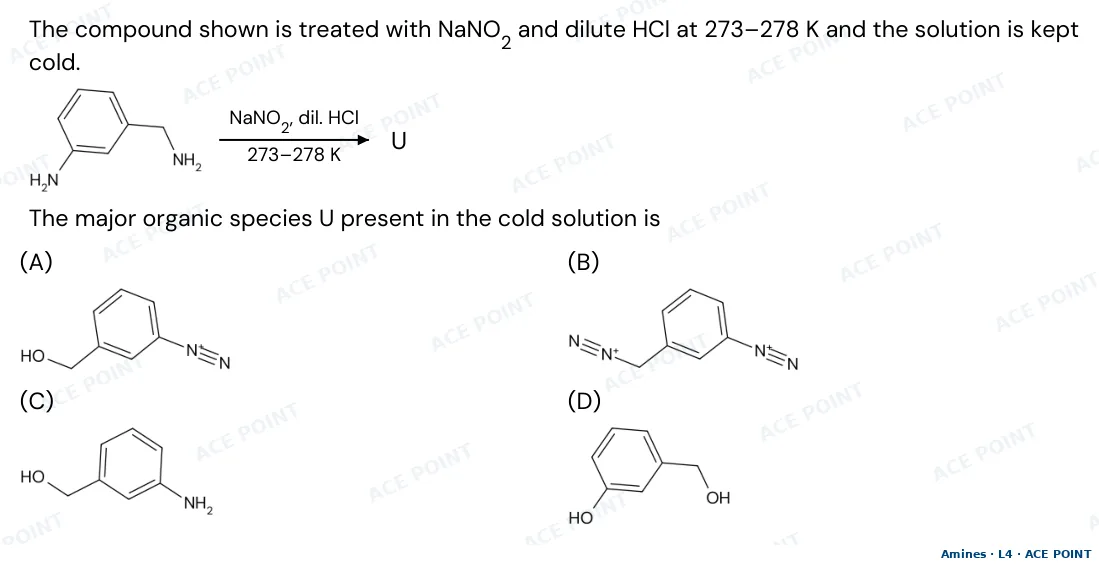 The compound shown is treated with NaNO₂ and dilute HCl at 273–278 K and the solution is kept
cold.
NaNO₂, dil. HCl
273–278 K
U
NH₂
H₂N
The major organic species U present in the cold solution is
(A)
(B)
HO
N⁺
N
N
N⁺
N⁺
N
(C)
(D)
HO
NH₂
OH
HO
Amines · L4 · ACE POINT
ACE POINT